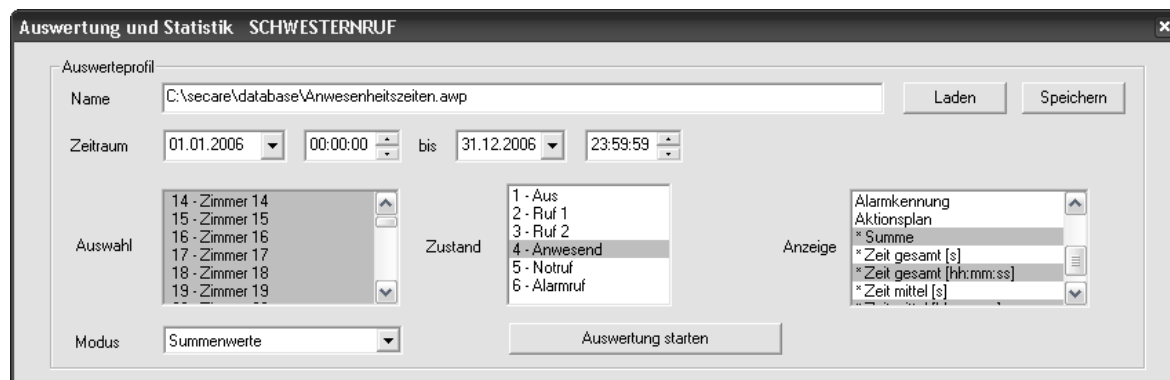 Auswertung und Statistik SCHWESTERNRUF
Auswerteprofil
Name C:\secare\database\Anwesenheitszeiten.awp Laden Speichern
Zeitraum 01.01.2006 00:00:00 bis 31.12.2006 23:59:59
Auswahl
14 - Zimmer 14
15 - Zimmer 15
16 - Zimmer 16
17 - Zimmer 17
18 - Zimmer 18
19 - Zimmer 19
Zustand
1 - Aus
2 - Ruf 1
3 - Ruf 2
4 - Anwesend
5 - Notruf
6 - Alarmruf
Anzeige
Alarmkennung
Aktionsplan
* Summe
* Zeit gesamt [s]
* Zeit gesamt [hh:mm:ss]
* Zeit mittel [s]
Modus Summenwerte Auswertung starten